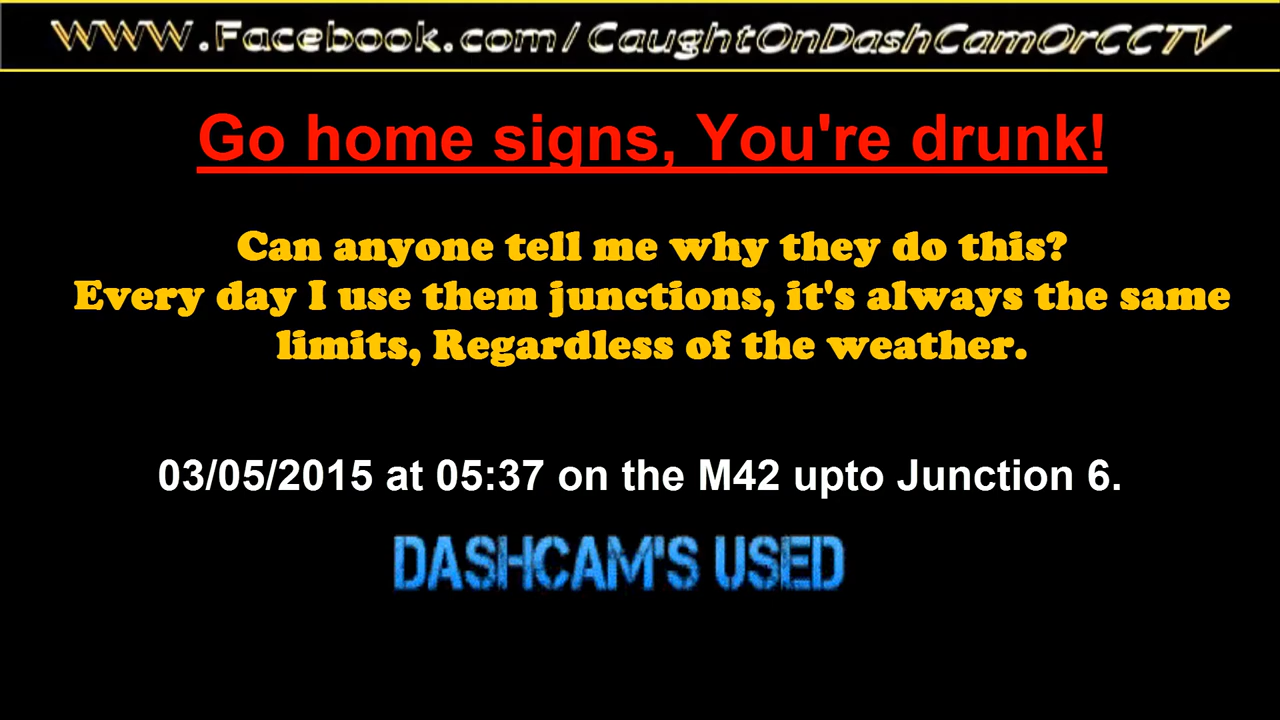 WWW.Facebook.com/CaughtOnDashCamOrCCTV
Go home signs, You're drunk!
Can anyone tell me why they do this?
Every day I use them junctions, it's always the same
limits, Regardless of the weather.
03/05/2015 at 05:37 on the M42 upto Junction 6.
DASHCAM'S USED